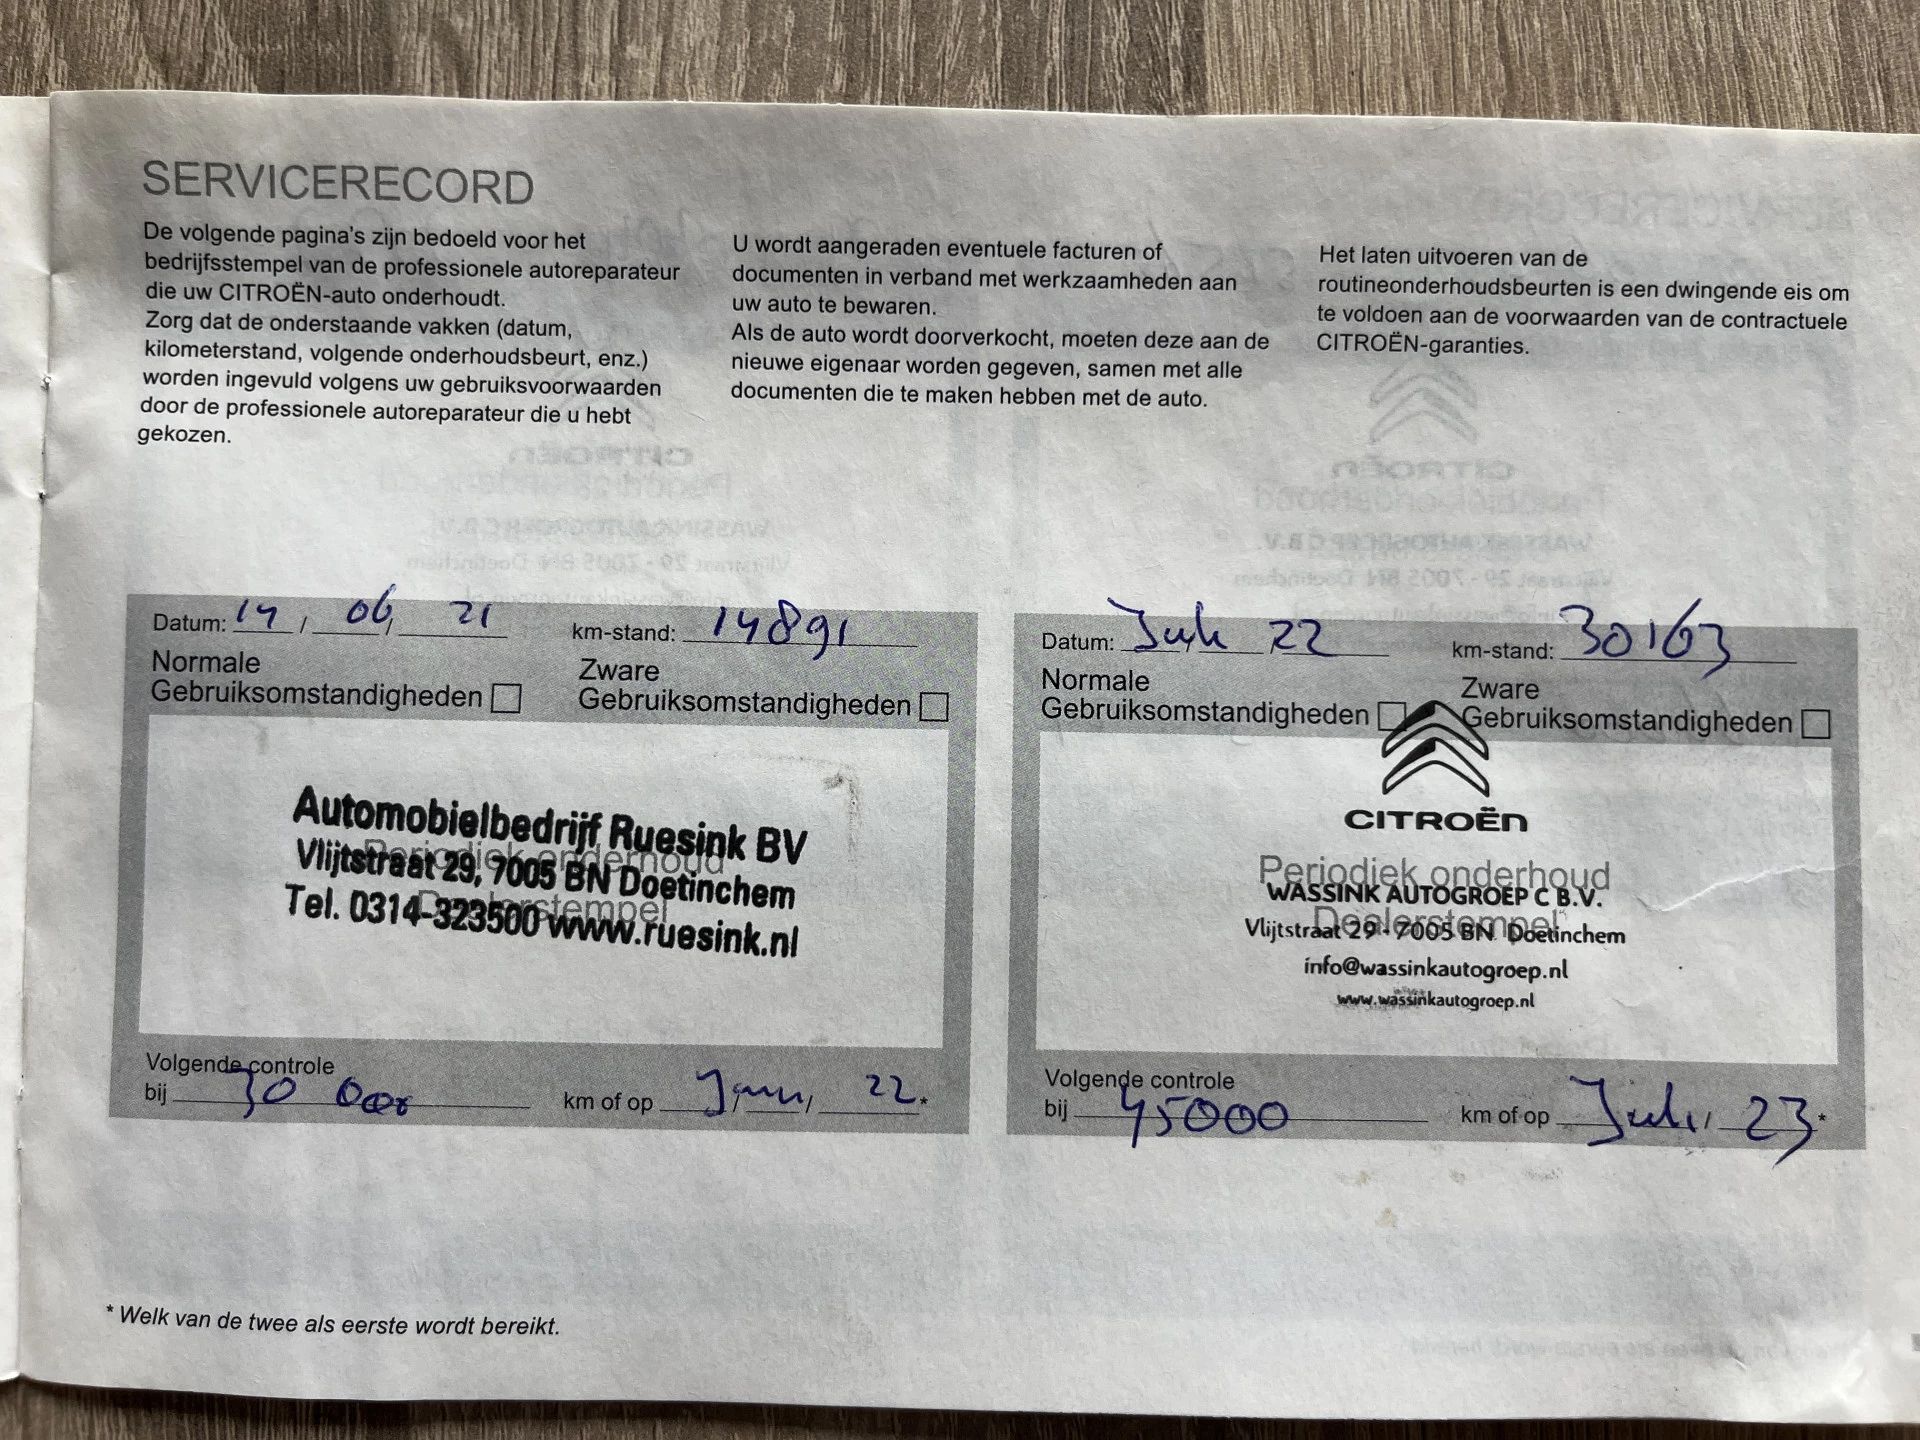 SERVICERECORD
De volgende pagina's zijn bedoeld voor het
bedrijfsstempel van de professionele autoreparateur
die uw CITROËN-auto onderhoudt.
Zorg dat de onderstaande vakken (datum,
kilometerstand, volgende onderhoudsbeurt, enz.)
worden ingevuld volgens uw gebruiksvoorwaarden
door de professionele autoreparateur die u hebt
gekozen.
U wordt aangeraden eventuele facturen of
documenten in verband met werkzaamheden aan
uw auto te bewaren.
Als de auto wordt doorverkocht, moeten deze aan de
nieuwe eigenaar worden gegeven, samen met alle
documenten die te maken hebben met de auto.
Het laten uitvoeren van de
routineonderhoudsbeurten is een dwingende eis om
te voldoen aan de voorwaarden van de contractuele
CITROËN-garanties.
Datum: 14 / 06 / 21 km-stand: 14891
Normale
Gebruiksomstandigheden
Zware
Gebruiksomstandigheden
Automobielbedrijf Ruesink BV
Periodiek onderhoud
Vlijtstraat 29, 7005 BN Doetinchem
Dealerstempel
Tel. 0314-323500 www.ruesink.nl
Volgende controle
bij 30 000 km of op Juni / 22 *
Datum: Juli 22 km-stand: 30163
Normale
Gebruiksomstandigheden
Zware
Gebruiksomstandigheden
CITROËN
Periodiek onderhoud
WASSINK AUTOGROEP C B.V.
Dealerstempel
Vlijtstraat 29 - 7005 BN Doetinchem
info@wassinkautogroep.nl
www.wassinkautogroep.nl
Volgende controle
bij 45000 km of op Juli / 23 *
* Welk van de twee als eerste wordt bereikt.